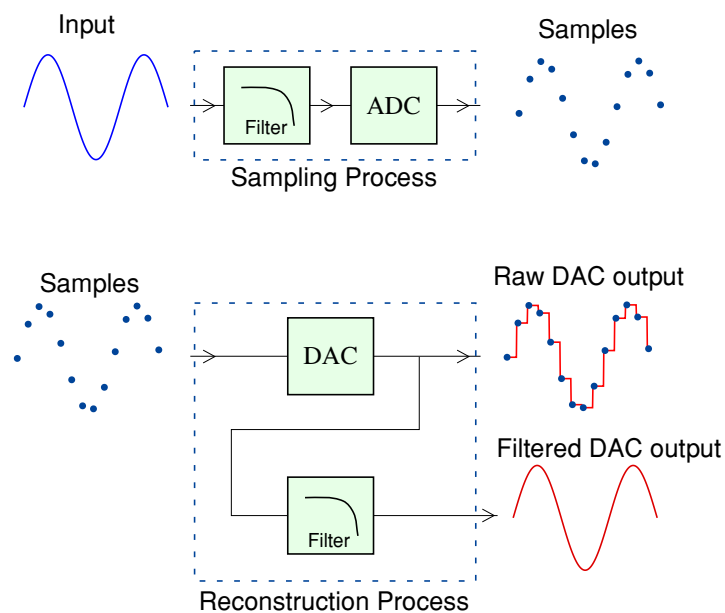 Input
Samples
Filter
ADC
Sampling Process
Samples
Raw DAC output
DAC
Filtered DAC output
Filter
Reconstruction Process